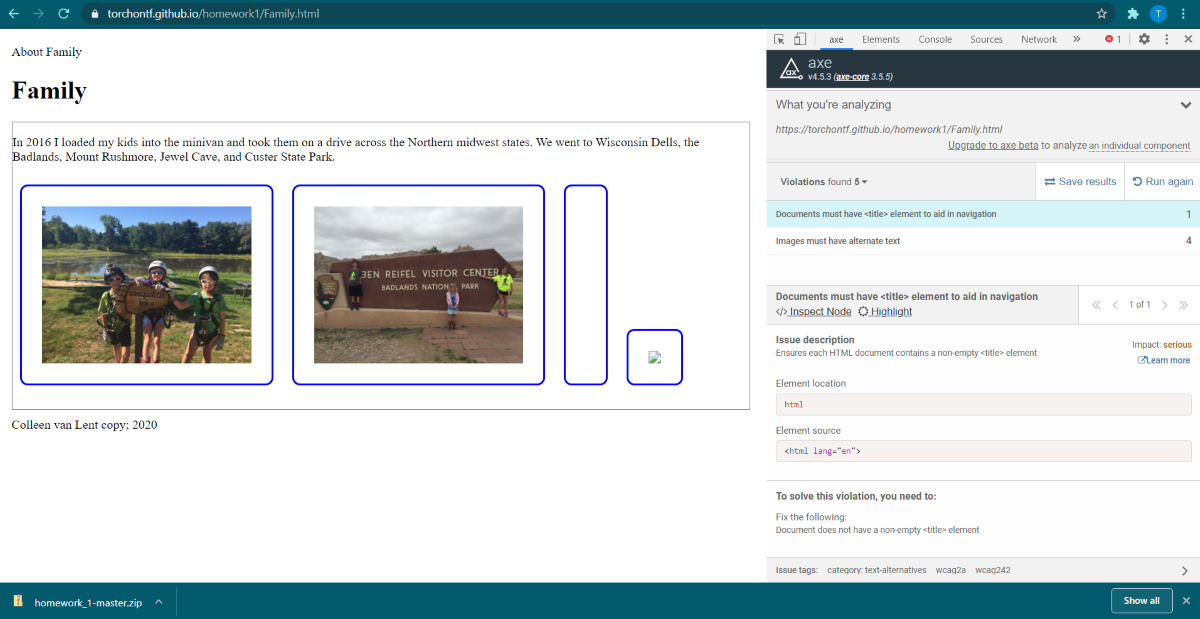 torchontf.github.io/homework1/Family.html
T
About Family
Family
In 2016 I loaded my kids into the minivan and took them on a drive across the Northern midwest states. We went to Wisconsin Dells, the
Badlands, Mount Rushmore, Jewel Cave, and Custer State Park.
BEN REIFEL VISITOR CENTER
BADLANDS NATIONAL PARK
Colleen van Lent copy; 2020
axe Elements Console Sources Network » 1
axe
v4.5.3 (axe-core 3.5.5)
What you're analyzing
https://torchontf.github.io/homework1/Family.html
Upgrade to axe beta to analyze an individual component
Violations found 5
Save results
Run again
Documents must have <title> element to aid in navigation 1
Images must have alternate text 4
Documents must have <title> element to aid in navigation
</> Inspect Node Highlight
1 of 1
Issue description
Impact: serious
Ensures each HTML document contains a non-empty <title> element
Learn more
Element location
html
Element source
<html lang="en">
To solve this violation, you need to:
Fix the following:
Document does not have a non-empty <title> element
Issue tags: category: text-alternatives wcag2a wcag242
homework_1-master.zip
Show all